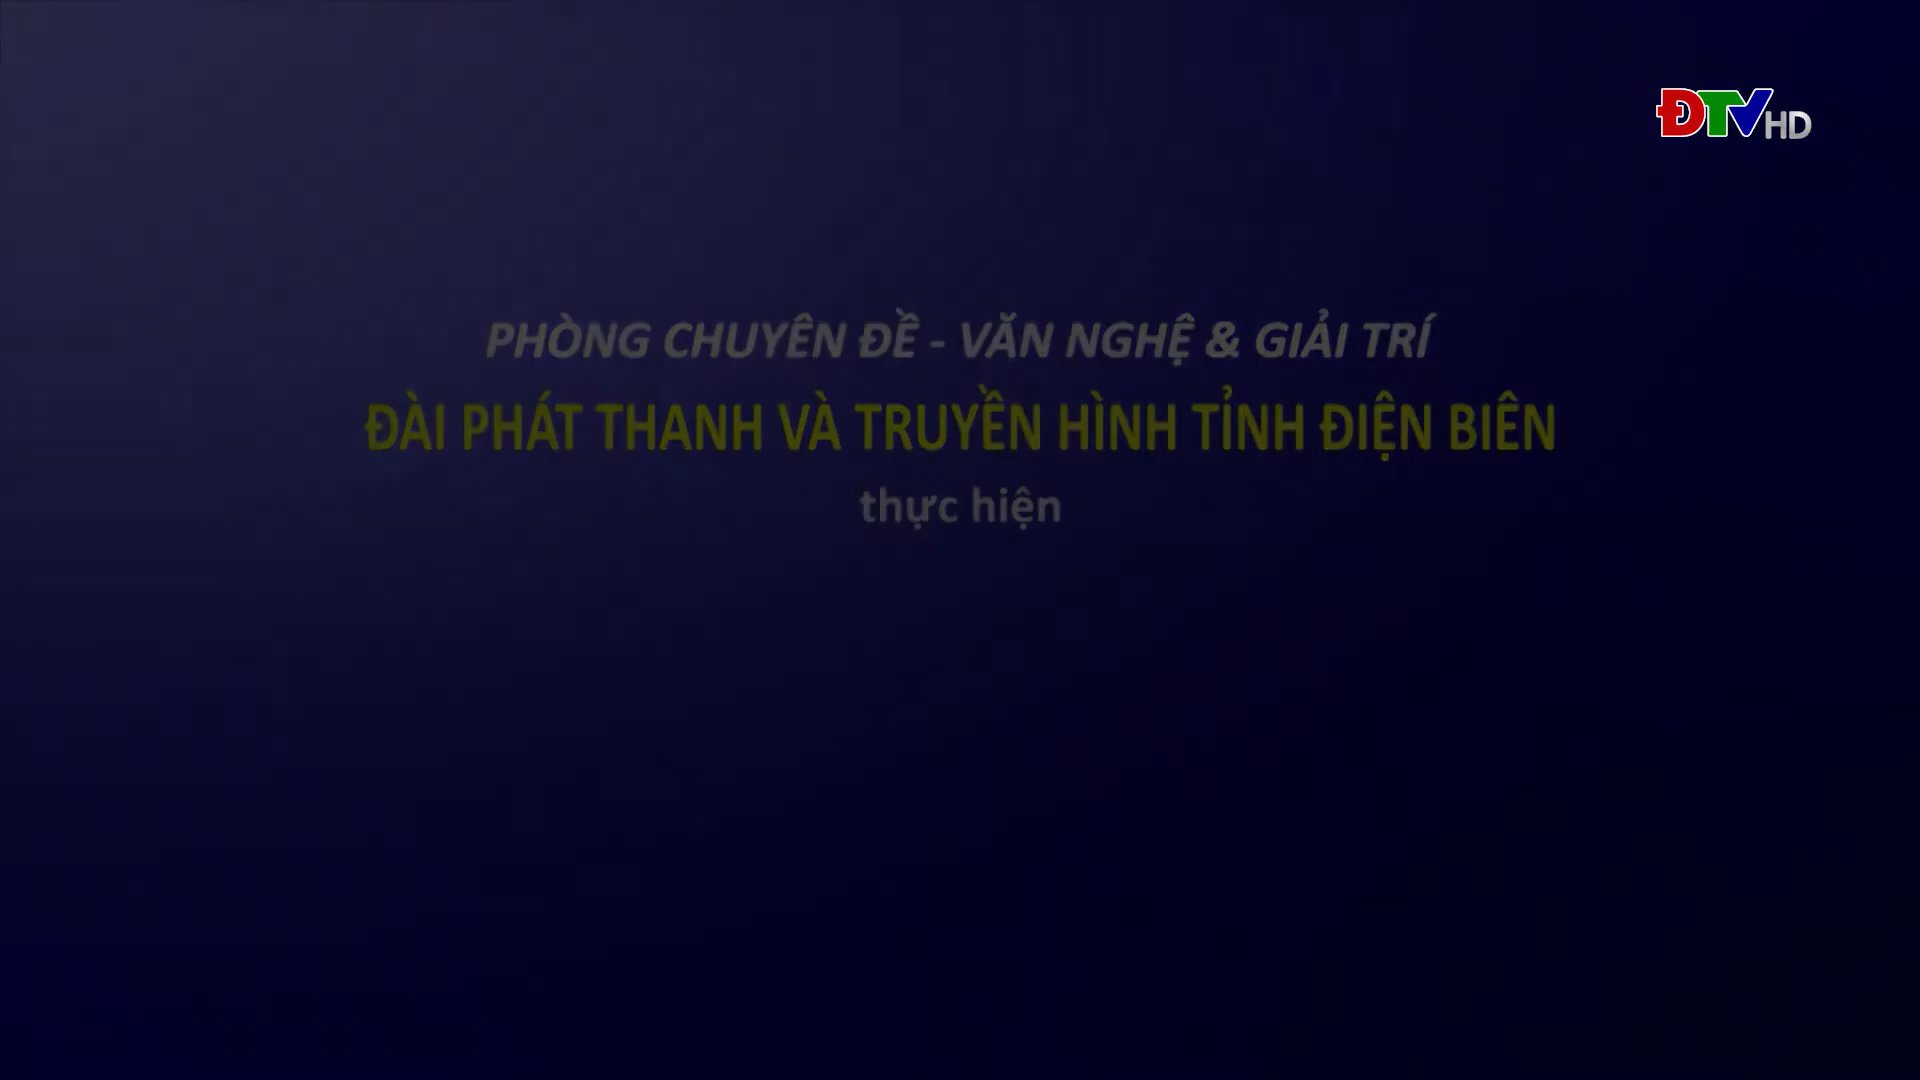 ĐTV HD
PHÒNG CHUYÊN ĐỀ - VĂN NGHỆ & GIẢI TRÍ
ĐÀI PHÁT THANH VÀ TRUYỀN HÌNH TỈNH ĐIỆN BIÊN
thực hiện